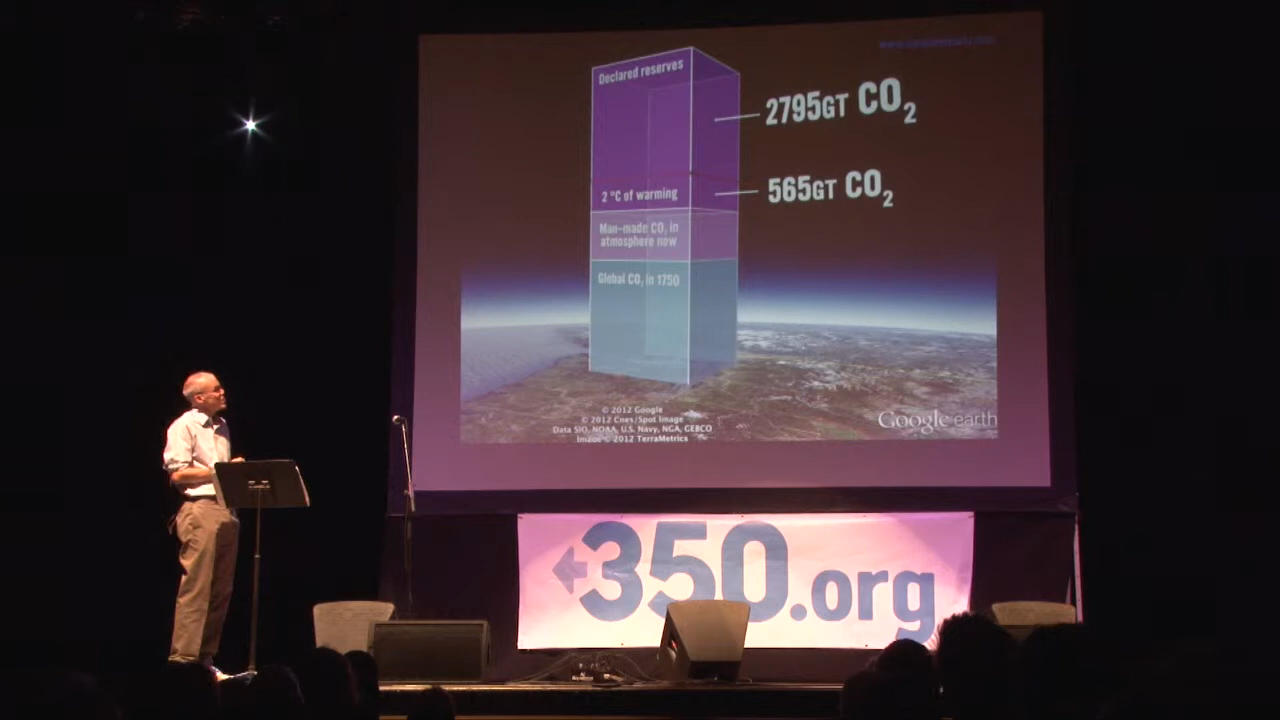 Declared reserves
2795GT CO₂
2 °C of warming
565GT CO₂
Man-made CO₂ in
atmosphere now
Global CO₂ in 1750
© 2012 Google
© 2012 Cnes/Spot Image
Data SIO, NOAA, U.S. Navy, NGA, GEBCO
Image © 2012 TerraMetrics
Google earth
350.org